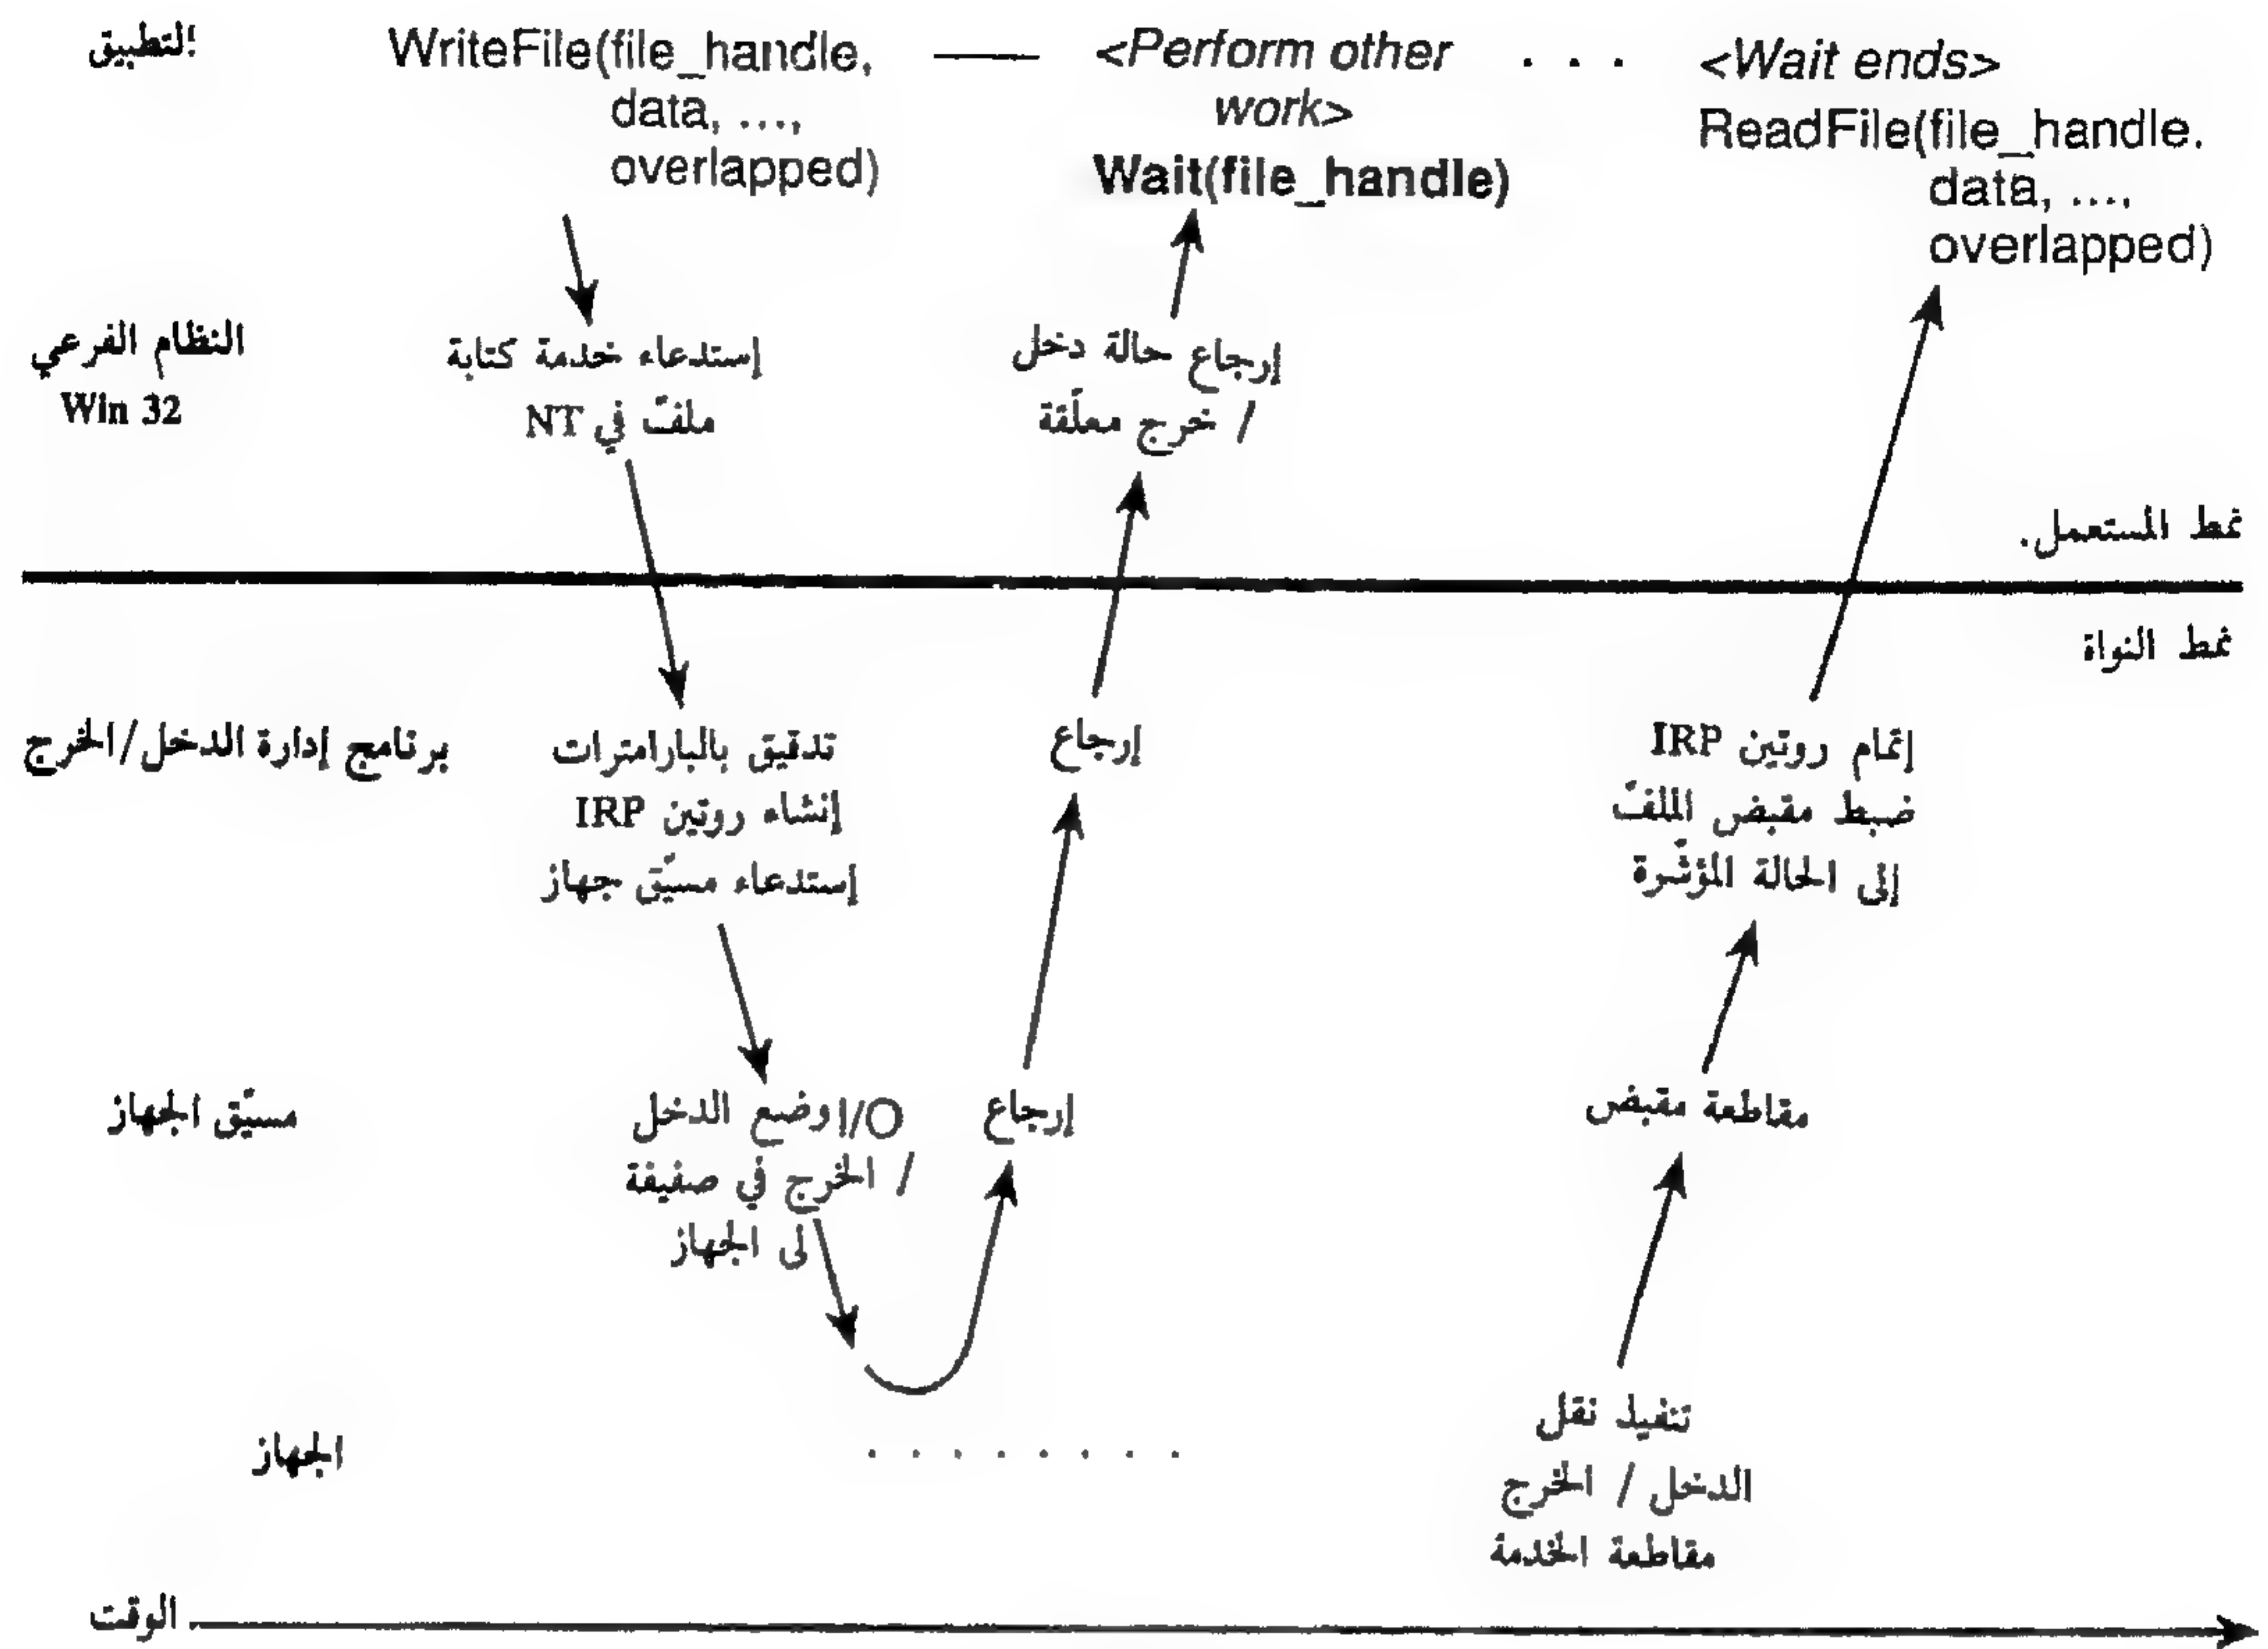 التطبيق
WriteFile(file_handle,
data, ...,
overlapped)
<Perform other
work>
Wait(file_handle)
. . .
<Wait ends>
ReadFile(file_handle.
data, ...,
overlapped)
النظام الفرعي
Win 32
إستدعاء خدمة كتابة
ملفّ في NT
إرجاع حالة دخل
/ خرج معلّقة
نمط المستعمل.
نمط النواة
برنامج إدارة الدخل/الخرج
تدقيق بالبارامترات
إنشاء روتين IRP
إستدعاء مسيّق جهاز
إرجاع
إتمام روتين IRP
ضبط مقبض الملفّ
إلى الحالة المؤشّرة
مسيّق الجهاز
I/O وضع الدخل
/ الخرج في صفيفة
لى الجهاز
إرجاع
مقاطعة مقبض
الجهاز
. . . . . . . .
تنفيذ نقل
الدخل / الخرج
مقاطعة الخدمة
الوقت